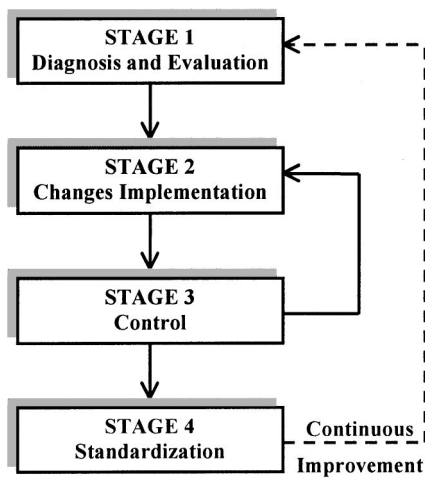 STAGE 1
Diagnosis and Evaluation
STAGE 2
Changes Implementation
STAGE 3
Control
STAGE 4
Standardization
Continuous
Improvement